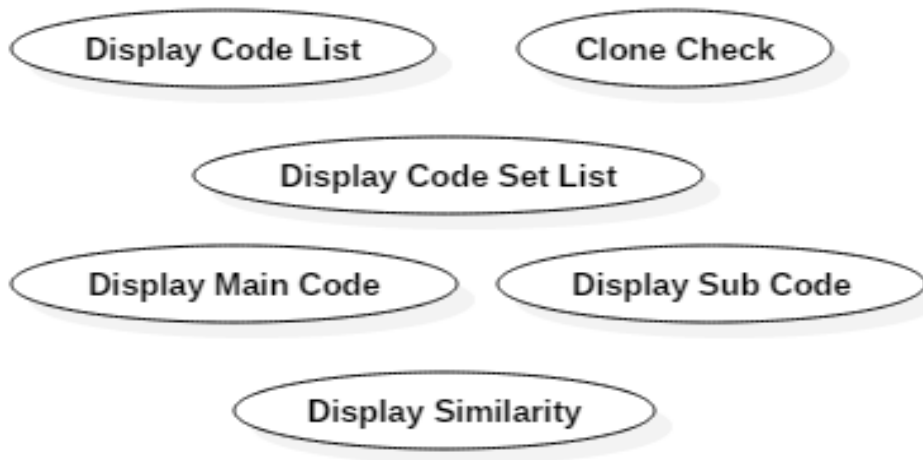 Display Code List
Clone Check
Display Code Set List
Display Main Code
Display Sub Code
Display Similarity